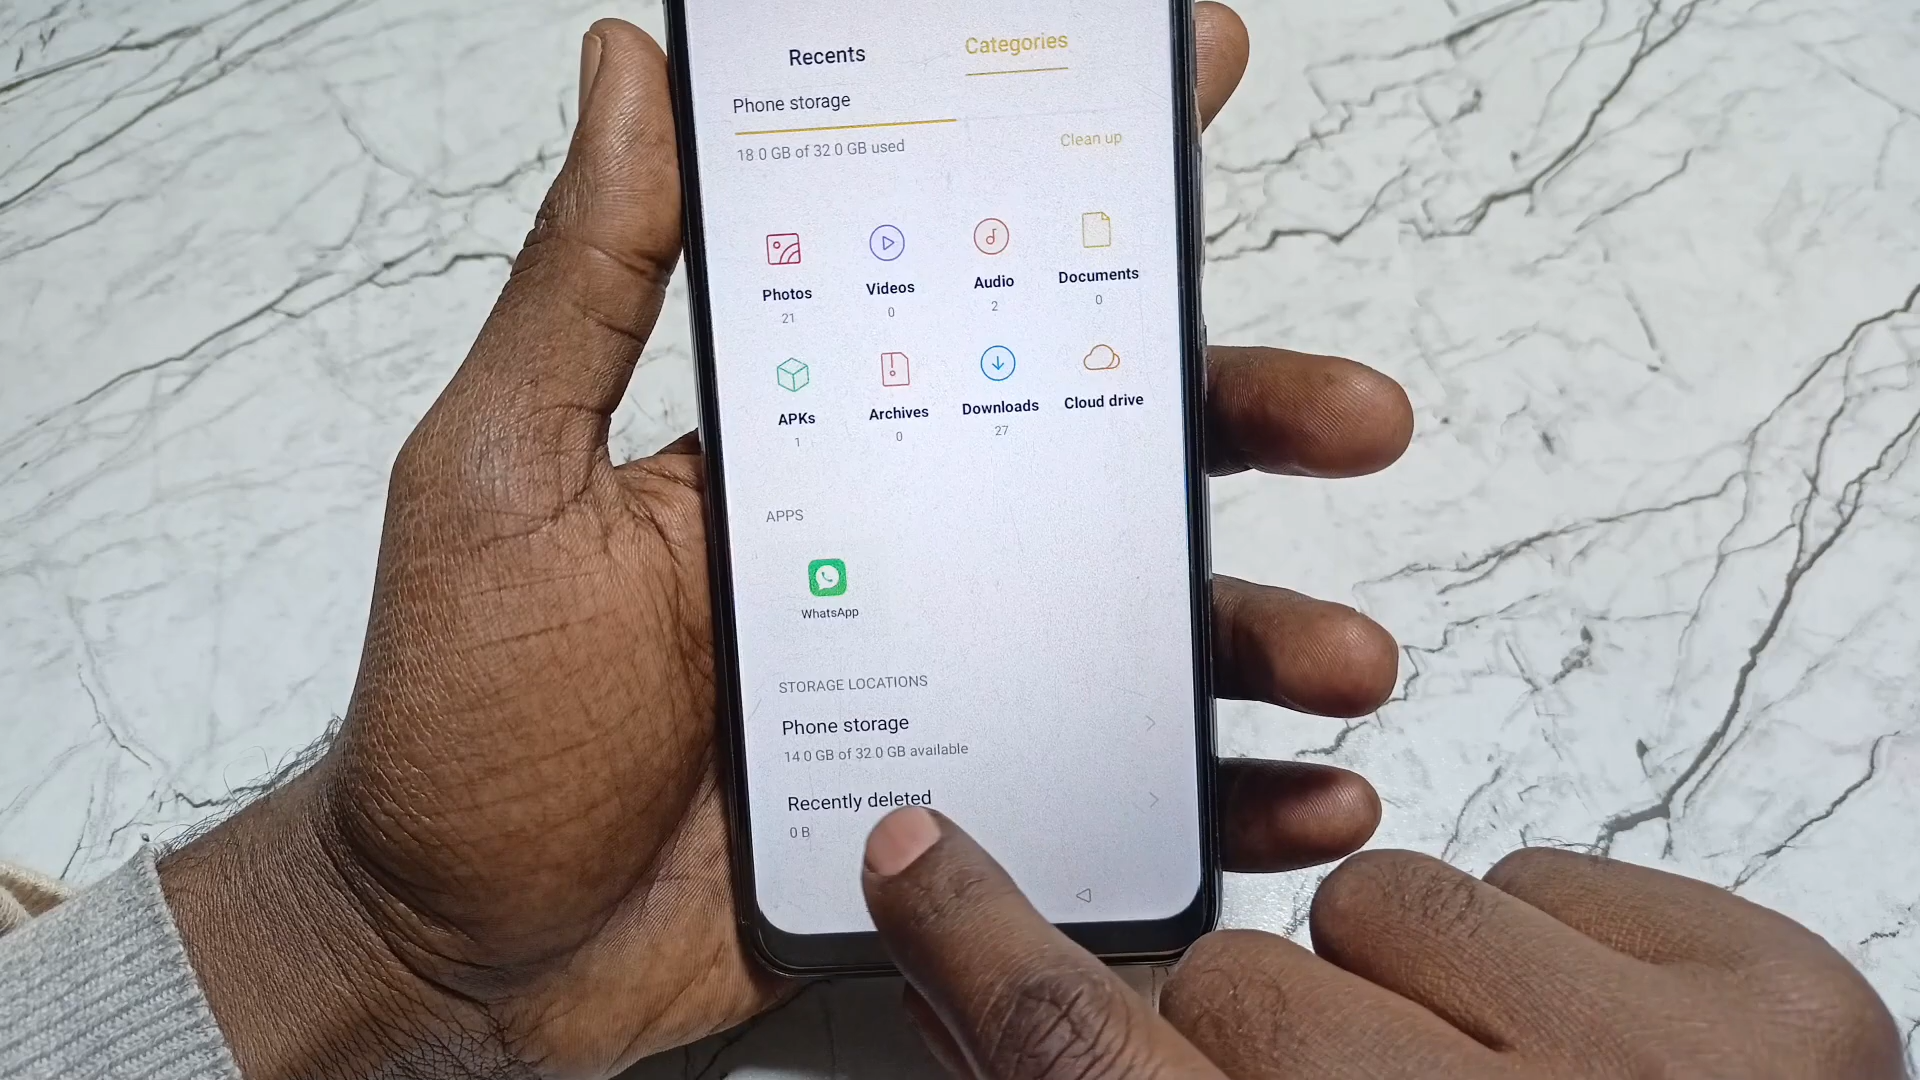 Recents
Categories
Phone storage
18.0 GB of 32.0 GB used
Clean up
Photos
21
Videos
0
Audio
2
Documents
0
APKs
1
Archives
0
Downloads
27
Cloud drive
APPS
WhatsApp
STORAGE LOCATIONS
Phone storage
14.0 GB of 32.0 GB available
Recently deleted
0 B